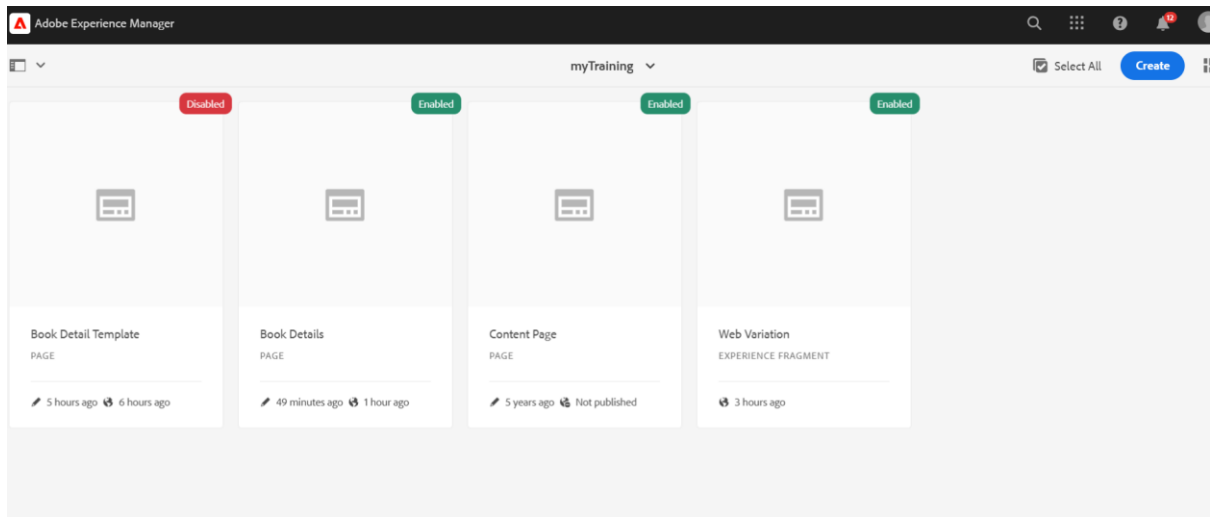 Adobe Experience Manager
12
myTraining
Select All
Create
Disabled
Enabled
Enabled
Enabled
Book Detail Template
PAGE
5 hours ago 6 hours ago
Book Details
PAGE
49 minutes ago 1 hour ago
Content Page
PAGE
5 years ago Not published
Web Variation
EXPERIENCE FRAGMENT
3 hours ago